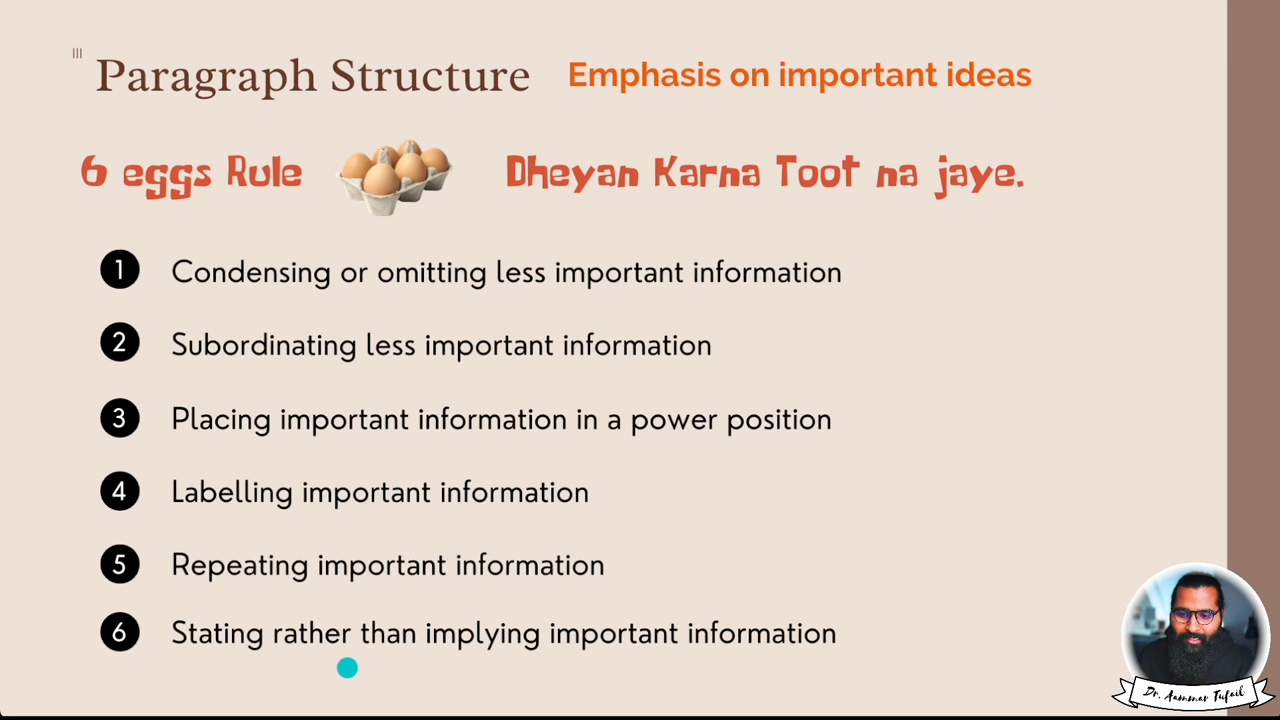 Paragraph Structure Emphasis on important ideas
6 eggs Rule Dheyan Karna Toot na jaye.
1 Condensing or omitting less important information
2 Subordinating less important information
3 Placing important information in a power position
4 Labelling important information
5 Repeating important information
6 Stating rather than implying important information
Dr. Aammar Tufail